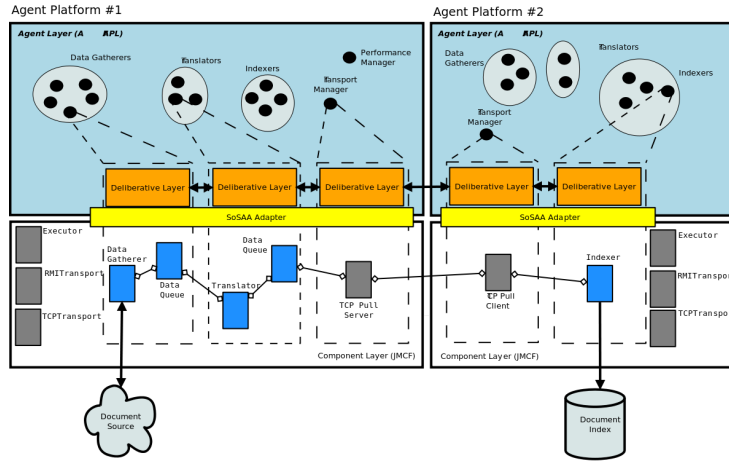 Agent Platform #1
Agent Platform #2
Agent Layer (A APL)
Agent Layer (A APL)
Data Gatherers
Translators
Indexers
Performance
Manager
Transport
Manager
Data
Gatherers
Translators
Indexers
Transport
Manager
Deliberative Layer
Deliberative Layer
Deliberative Layer
Deliberative Layer
Deliberative Layer
SoSAA Adapter
SoSAA Adapter
Executor
RMITransport
TCPTransport
Data
Gatherer
Data
Queue
Translator
Data
Queue
TCP Pull
Server
Component Layer (JMCF)
TCP Pull
Client
Indexer
Executor
RMITranspor
TCPTranspor
Component Layer (JMCF)
Document
Source
Document
Index